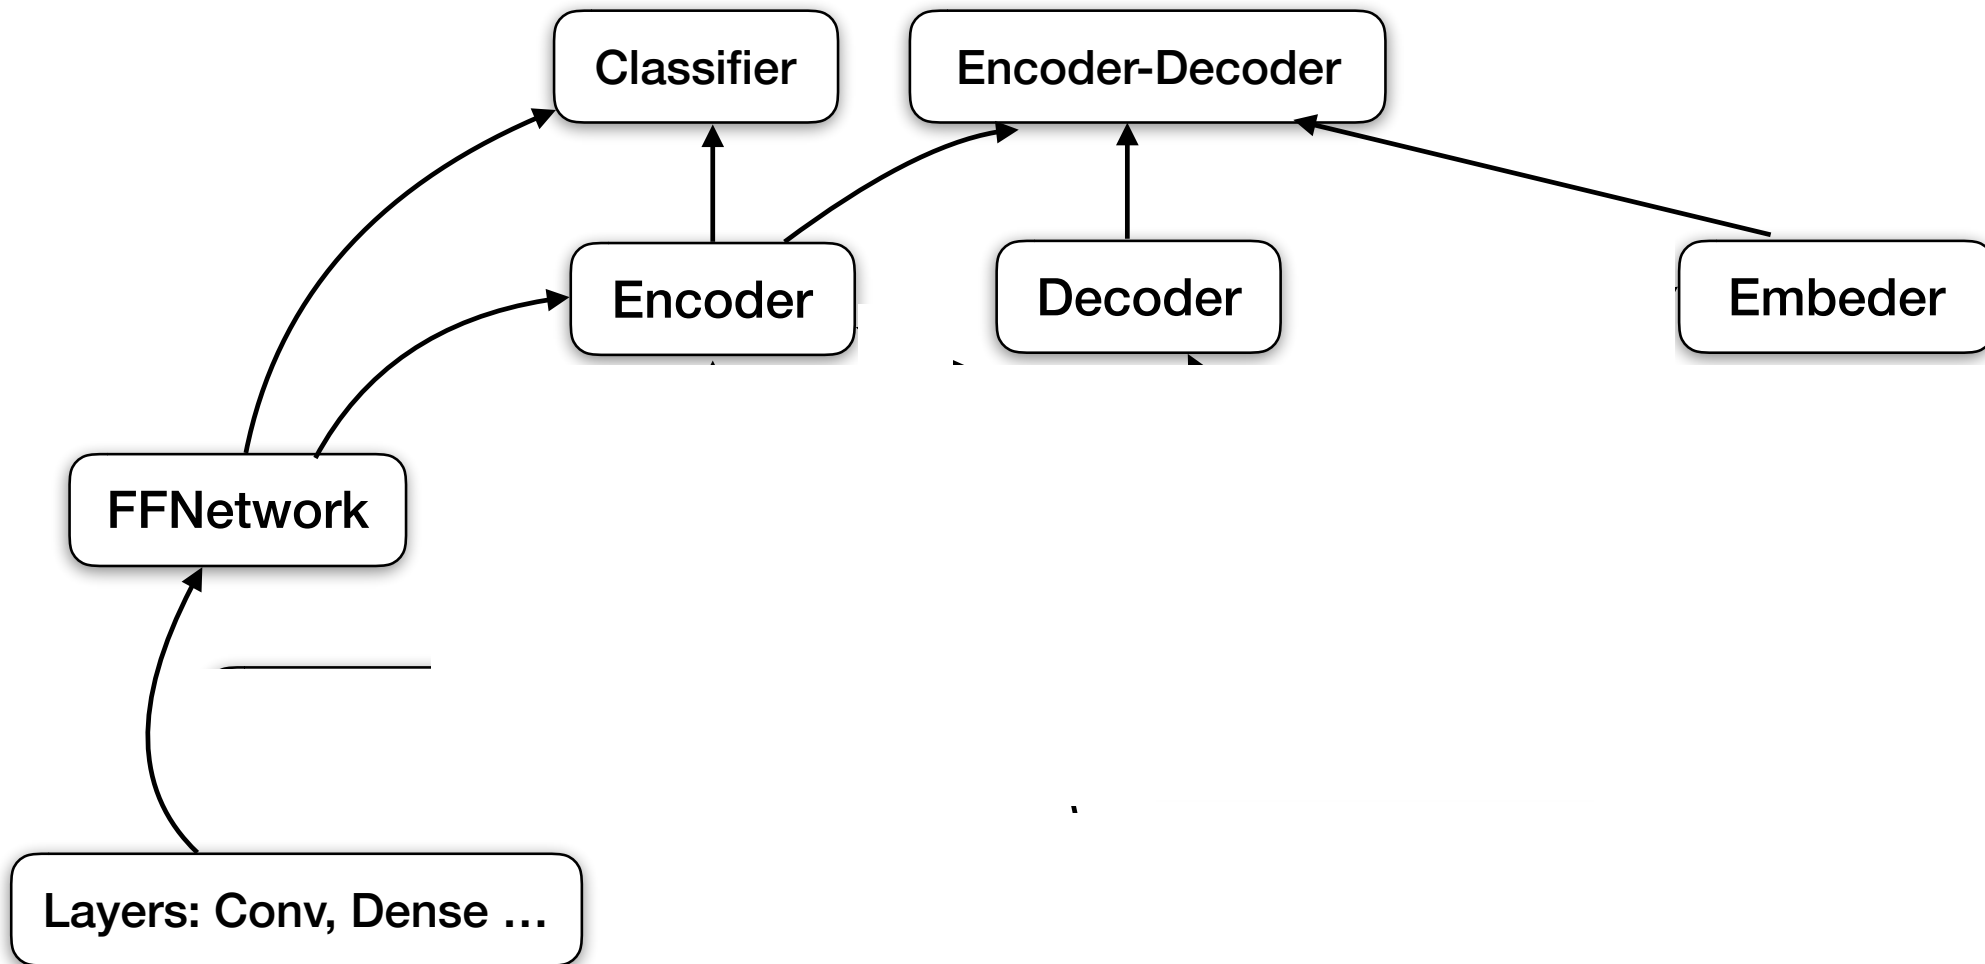 Classifier
Encoder-Decoder
Encoder
Decoder
Embeder
FFNetwork
Layers: Conv, Dense …